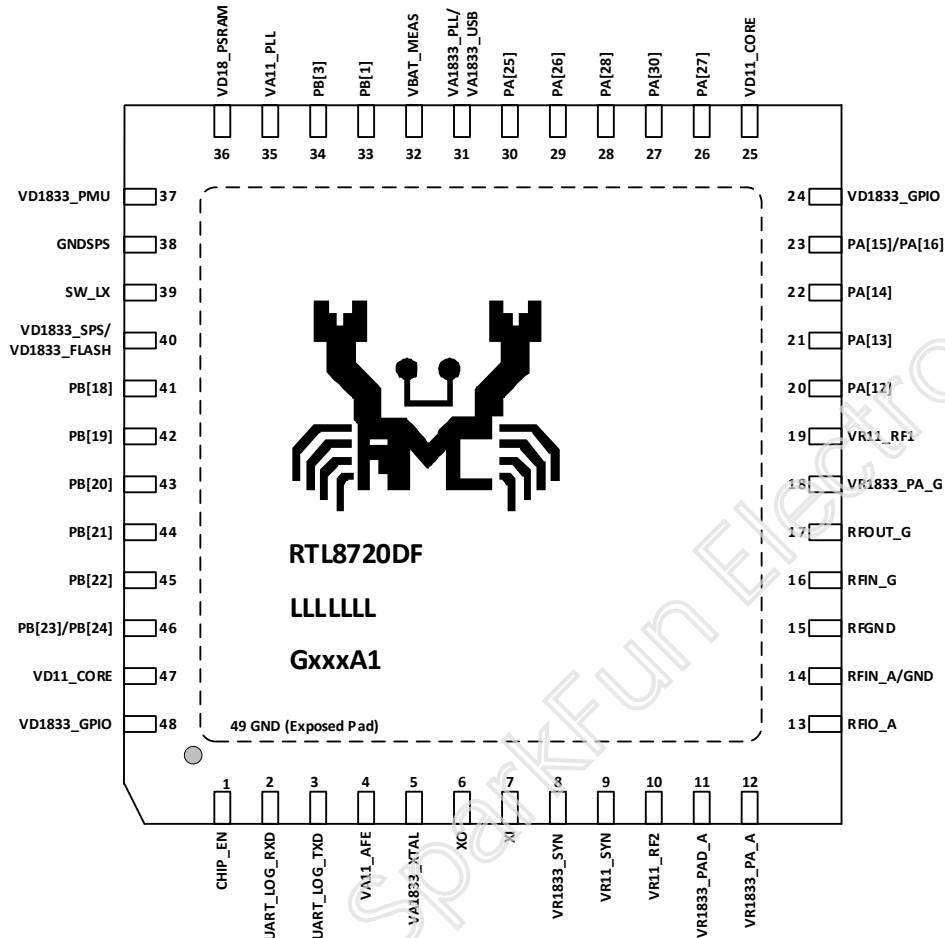 VD18_PSRAM
VA11_PLL
PB[3]
PB[1]
VBAT_MEAS
VA1833_PLL/
VA1833_USB
PA[25]
PA[26]
PA[28]
PA[30]
PA[27]
VD11_CORE
36 35 34 33 32 31 30 29 28 27 26 25
VD1833_PMU 37
GNDSPS 38
SW_LX 39
VD1833_SPS/
VD1833_FLASH 40
PB[18] 41
PB[19] 42
PB[20] 43
PB[21] 44
PB[22] 45
PB[23]/PB[24] 46
VD11_CORE 47
VD1833_GPIO 48
24 VD1833_GPIO
23 PA[15]/PA[16]
22 PA[14]
21 PA[13]
20 PA[12]
19 VR11_RF1
18 VR1833_PA_G
17 RFOUT_G
16 RFIN_G
15 RFGND
14 RFIN_A/GND
13 RFIO_A
AMC
RTL8720DF
LLLLLLL
GxxxA1
49 GND (Exposed Pad)
1 2 3 4 5 6 7 8 9 10 11 12
CHIP_EN
UART_LOG_RXD
UART_LOG_TXD
VA11_AFE
VA1833_XTAL
XO
XI
VR1833_SYN
VR11_SYN
VR11_RF2
VR1833_PAD_A
VR1833_PA_A
SparkFun Electro